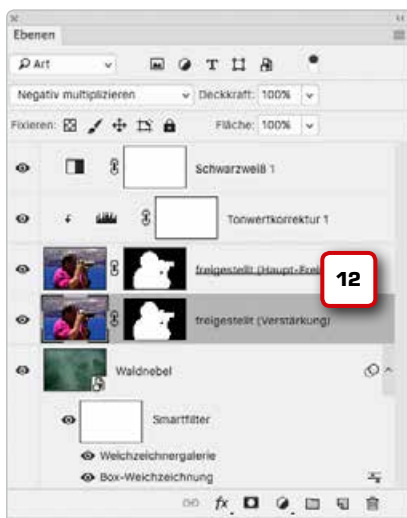 Ebenen
Art
Negativ multiplizieren Deckkraft: 100%
Fixieren: Fläche: 100%
Schwarzweiß 1
Tonwertkorrektur 1
freigestellt (Haupt-Frei
12
freigestellt (Verstärkung)
Waldnebel
Smartfilter
Weichzeichnergalerie
Box-Weichzeichnung
fx